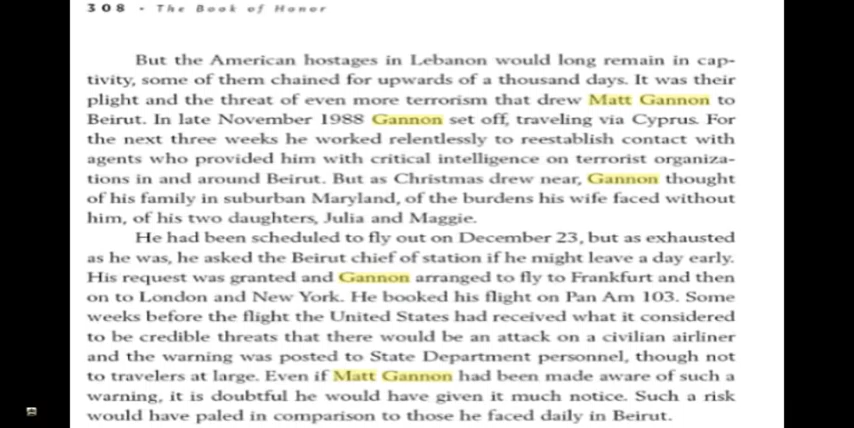 308 • The Book of Honor
But the American hostages in Lebanon would long remain in cap-
tivity, some of them chained for upwards of a thousand days. It was their
plight and the threat of even more terrorism that drew Matt Gannon to
Beirut. In late November 1988 Gannon set off, traveling via Cyprus. For
the next three weeks he worked relentlessly to reestablish contact with
agents who provided him with critical intelligence on terrorist organiza-
tions in and around Beirut. But as Christmas drew near, Gannon thought
of his family in suburban Maryland, of the burdens his wife faced without
him, of his two daughters, Julia and Maggie.
He had been scheduled to fly out on December 23, but as exhausted
as he was, he asked the Beirut chief of station if he might leave a day early.
His request was granted and Gannon arranged to fly to Frankfurt and then
on to London and New York. He booked his flight on Pan Am 103. Some
weeks before the flight the United States had received what it considered
to be credible threats that there would be an attack on a civilian airliner
and the warning was posted to State Department personnel, though not
to travelers at large. Even if Matt Gannon had been made aware of such a
warning, it is doubtful he would have given it much notice. Such a risk
would have paled in comparison to those he faced daily in Beirut.